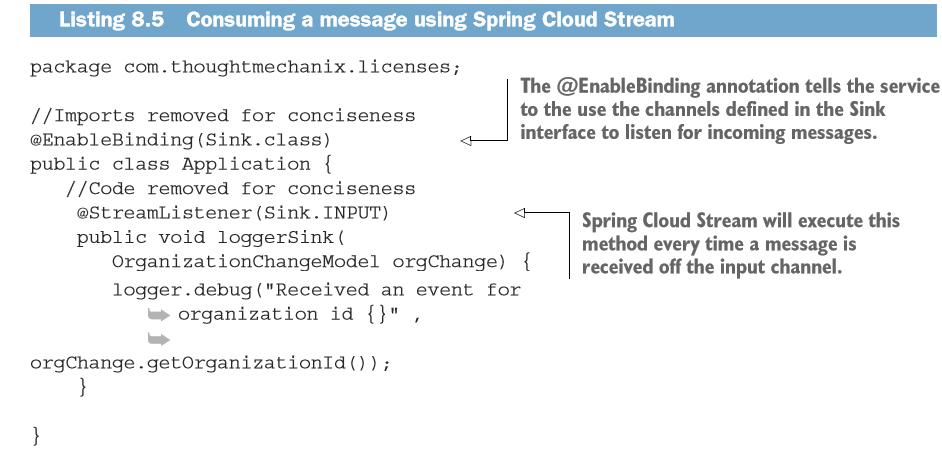 Listing 8.5 Consuming a message using Spring Cloud Stream
package com.thoughtmechanix.licenses;
//Imports removed for conciseness
@EnableBinding(Sink.class)
The @EnableBinding annotation tells the service
to the use the channels defined in the Sink
interface to listen for incoming messages.
public class Application {
//Code removed for conciseness
@StreamListener(Sink.INPUT)
public void loggerSink(
OrganizationChangeModel orgChange) {
Spring Cloud Stream will execute this
method every time a message is
received off the input channel.
logger.debug("Received an event for
organization id {}" ,
orgChange.getOrganizationId());
}
}